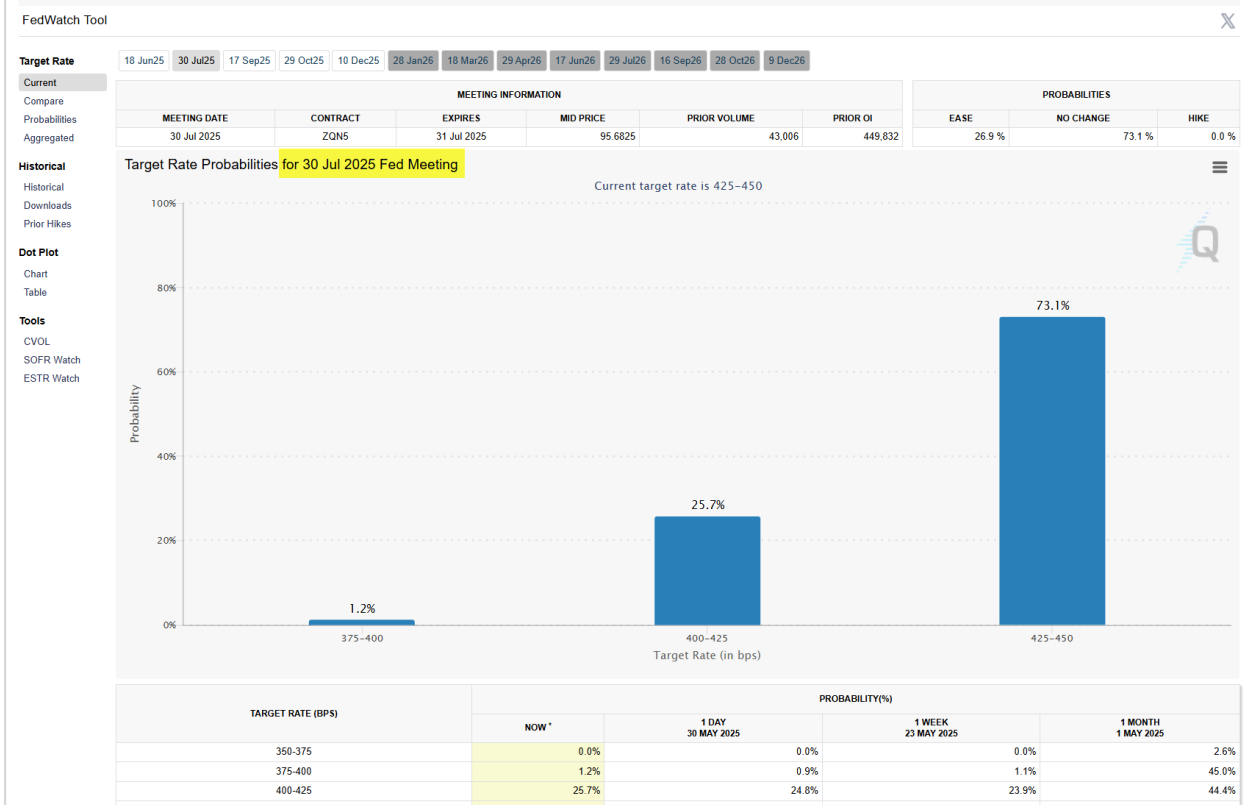 FedWatch Tool
Target Rate
Current
Compare
Probabilities
Aggregated
Historical
Historical
Downloads
Prior Hikes
Dot Plot
Chart
Table
Tools
CVOL
SOFR Watch
ESTR Watch
18 Jun25 30 Jul25 17 Sep25 29 Oct25 10 Dec25 28 Jan26 18 Mar26 29 Apr26 17 Jun26 29 Jul26 16 Sep26 28 Oct26 9 Dec26
MEETING INFORMATION
MEETING DATE CONTRACT EXPIRES MID PRICE PRIOR VOLUME PRIOR OI
30 Jul 2025 ZQN5 31 Jul 2025 95.6825 43,006 449,832
PROBABILITIES
EASE NO CHANGE HIKE
26.9 % 73.1 % 0.0 %
Target Rate Probabilities for 30 Jul 2025 Fed Meeting
Current target rate is 425–450
Q
100%
80%
60%
40%
20%
0%
Probability
1.2%
25.7%
73.1%
375–400 400–425 425–450
Target Rate (in bps)
TARGET RATE (BPS) PROBABILITY(%)
NOW * 1 DAY 1 WEEK 1 MONTH
30 MAY 2025 23 MAY 2025 1 MAY 2025
350-375 0.0% 0.0% 0.0% 2.6%
375-400 1.2% 0.9% 1.1% 45.0%
400-425 25.7% 24.8% 23.9% 44.4%